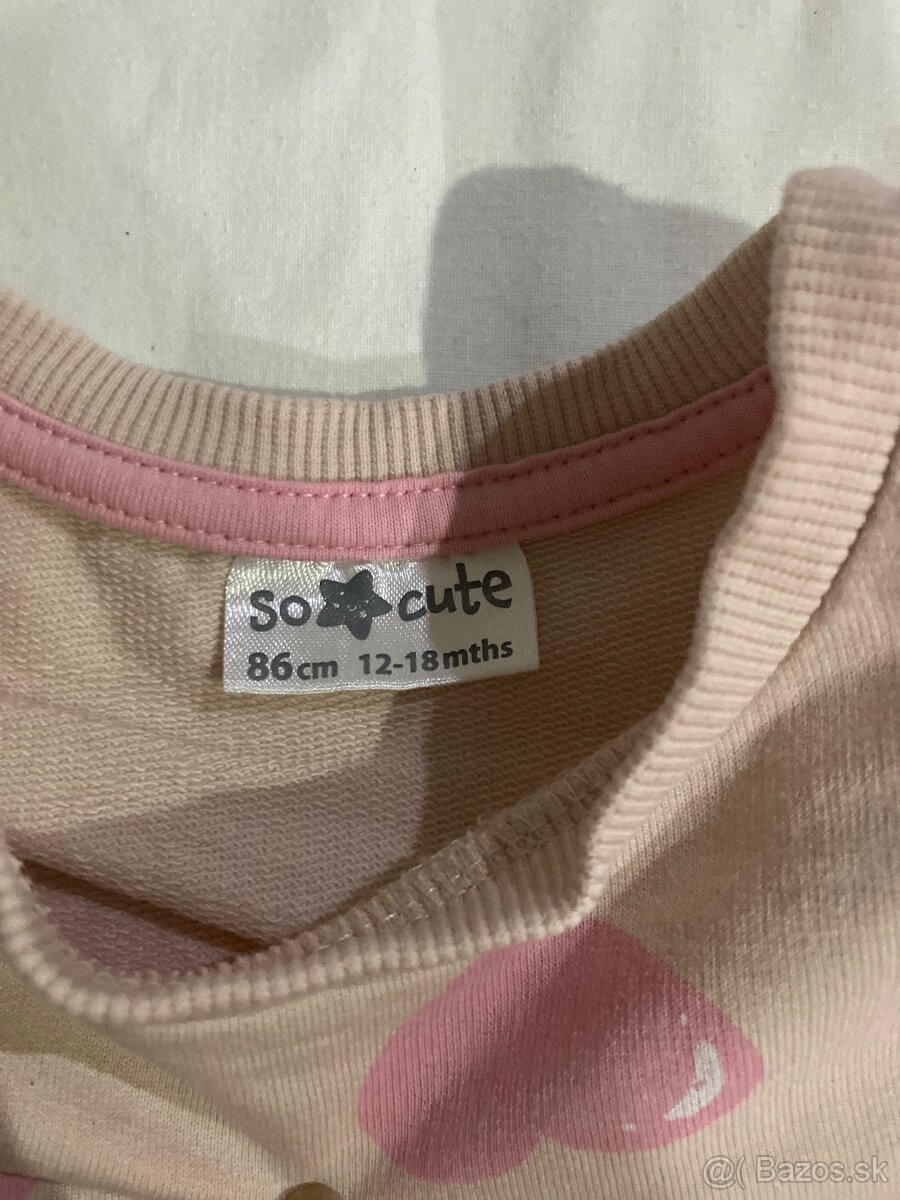 so cute
86cm 12-18mths
@( Bazos.sk